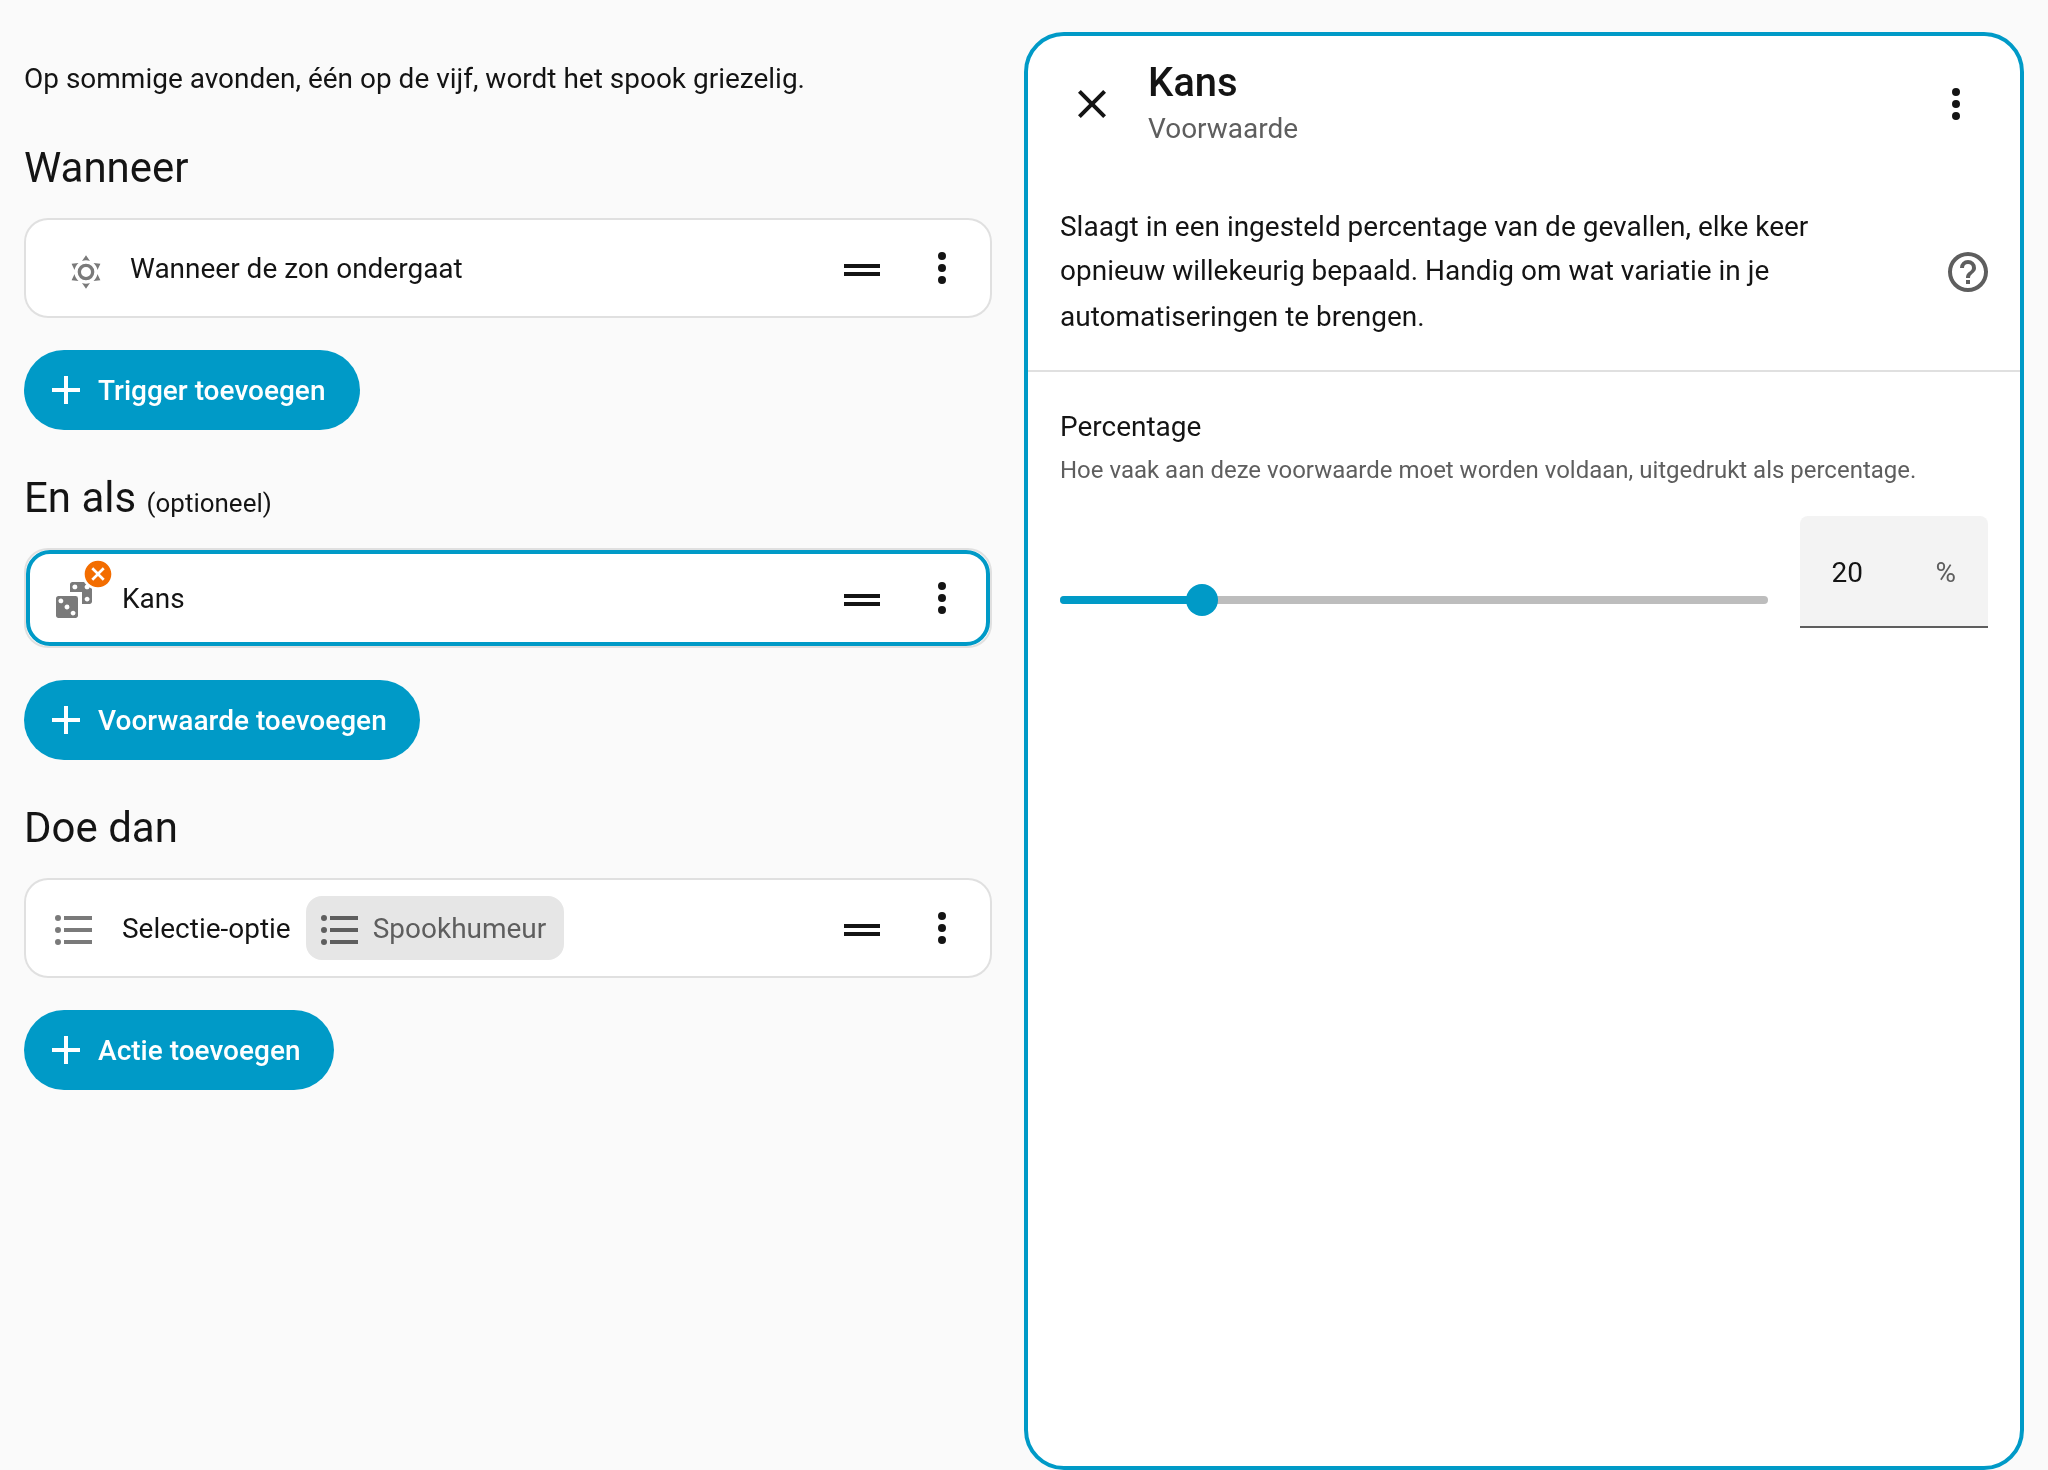 Op sommige avonden, één op de vijf, wordt het spook griezelig.
Wanneer
Wanneer de zon ondergaat
Trigger toevoegen
En als (optioneel)
Kans
Voorwaarde toevoegen
Doe dan
Selectie-optie Spookhumeur
Actie toevoegen
Kans
Voorwaarde
Slaagt in een ingesteld percentage van de gevallen, elke keer
opnieuw willekeurig bepaald. Handig om wat variatie in je
automatiseringen te brengen.
Percentage
Hoe vaak aan deze voorwaarde moet worden voldaan, uitgedrukt als percentage.
20 %